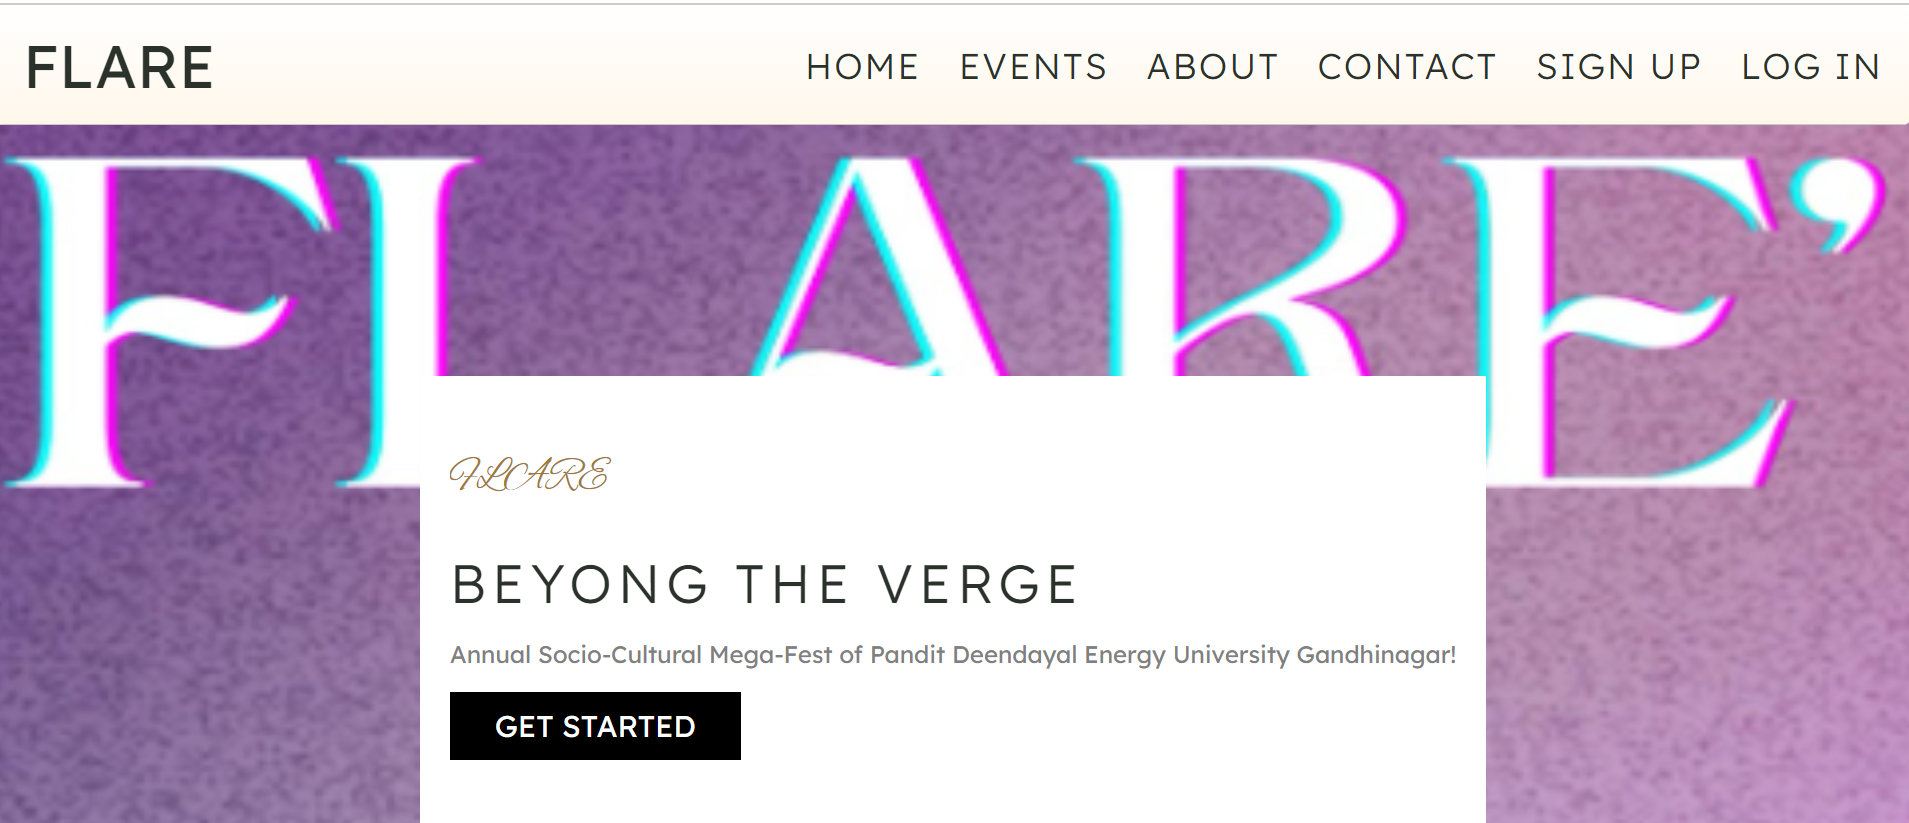 FLARE HOME EVENTS ABOUT CONTACT SIGN UP LOG IN
FLARE’
FLARE
BEYONG THE VERGE
Annual Socio-Cultural Mega-Fest of Pandit Deendayal Energy University Gandhinagar!
GET STARTED